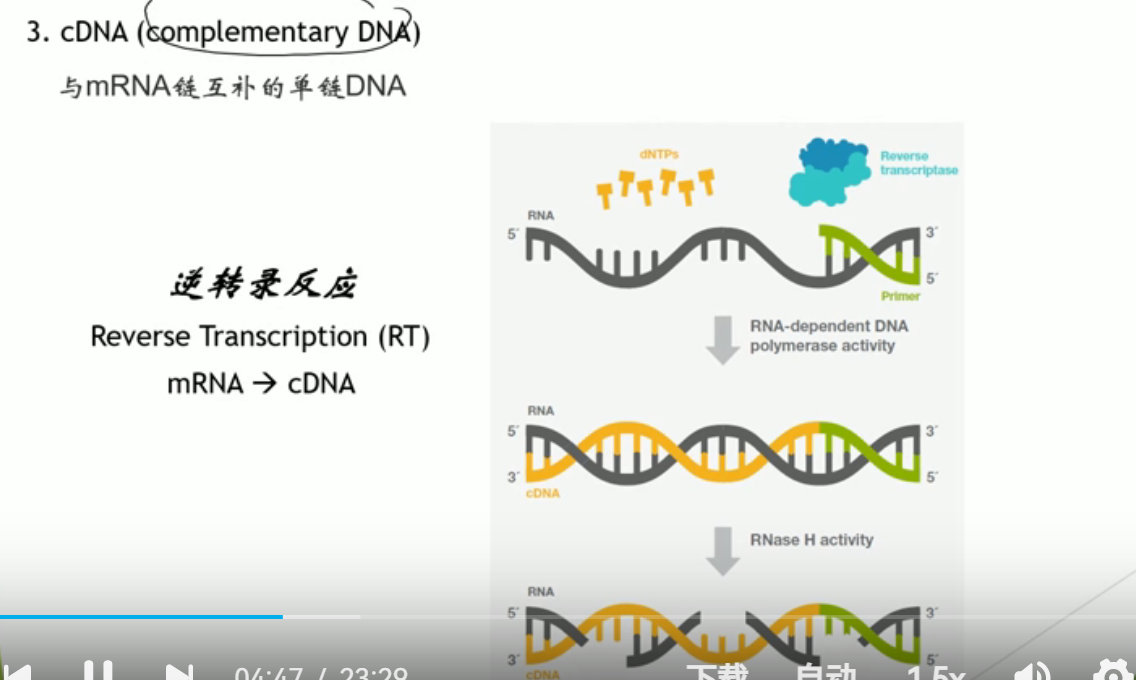 3. cDNA (complementary DNA)
与mRNA链互补的单链DNA
dNTPs
Reverse
transcriptase
RNA
5´
3´
5´
Primer
逆转录反应
Reverse Transcription (RT)
mRNA → cDNA
RNA-dependent DNA
polymerase activity
RNA
5´
3´
3´
5´
cDNA
RNase H activity
RNA
5´
3´
3´
5´
cDNA
04:47 / 23:29
下载
自动
1.5x